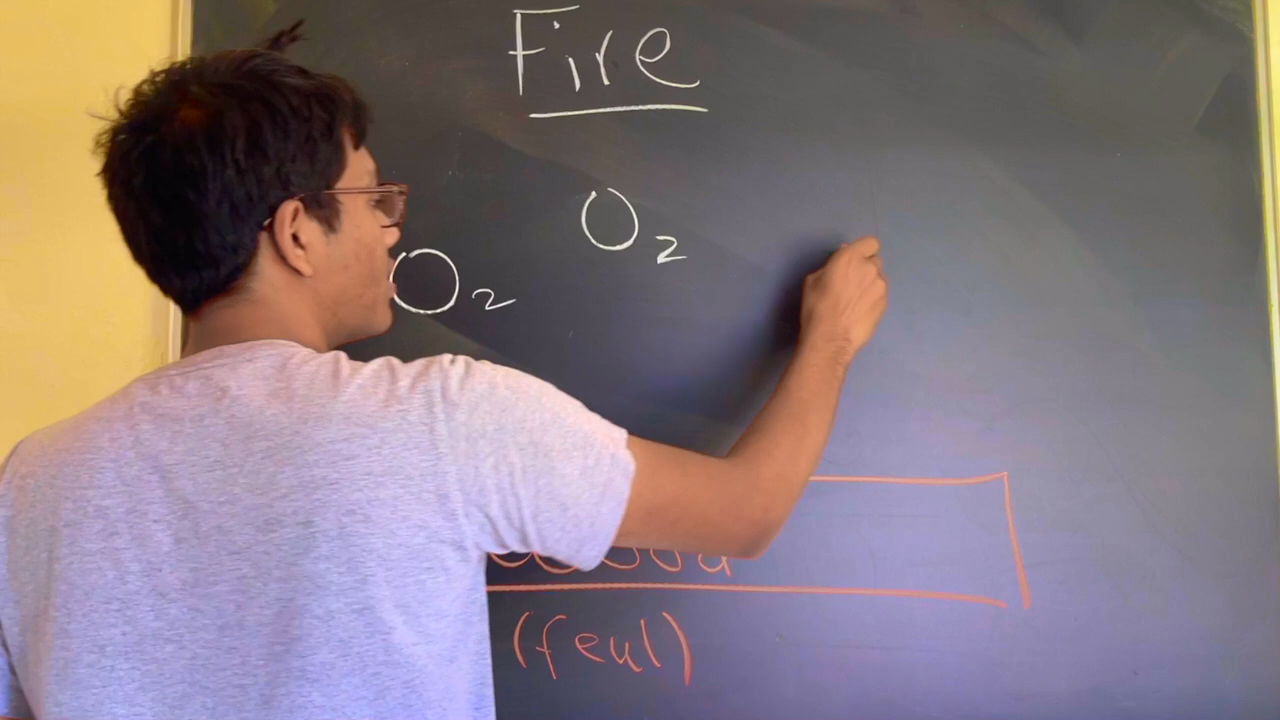 Fire
O₂
O₂
(feul)